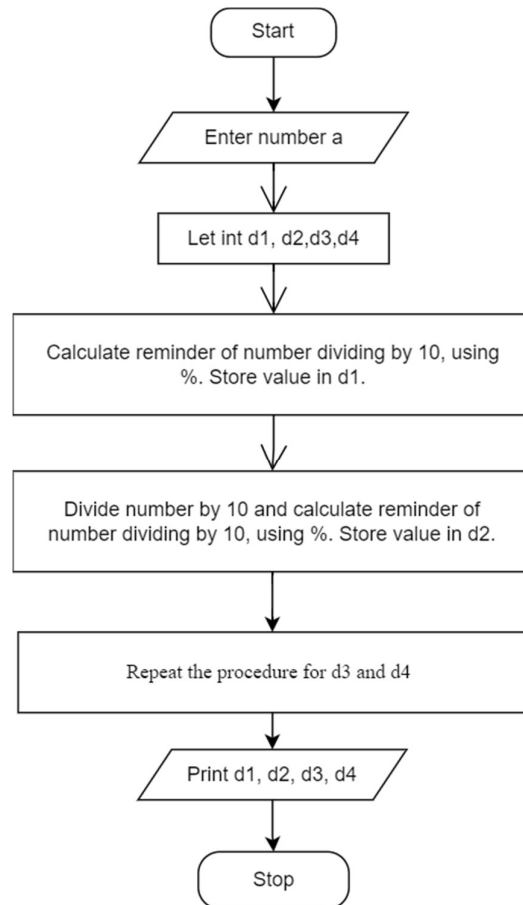 Start
Enter number a
Let int d1, d2,d3,d4
Calculate reminder of number dividing by 10, using
%. Store value in d1.
Divide number by 10 and calculate reminder of
number dividing by 10, using %. Store value in d2.
Repeat the procedure for d3 and d4
Print d1, d2, d3, d4
Stop